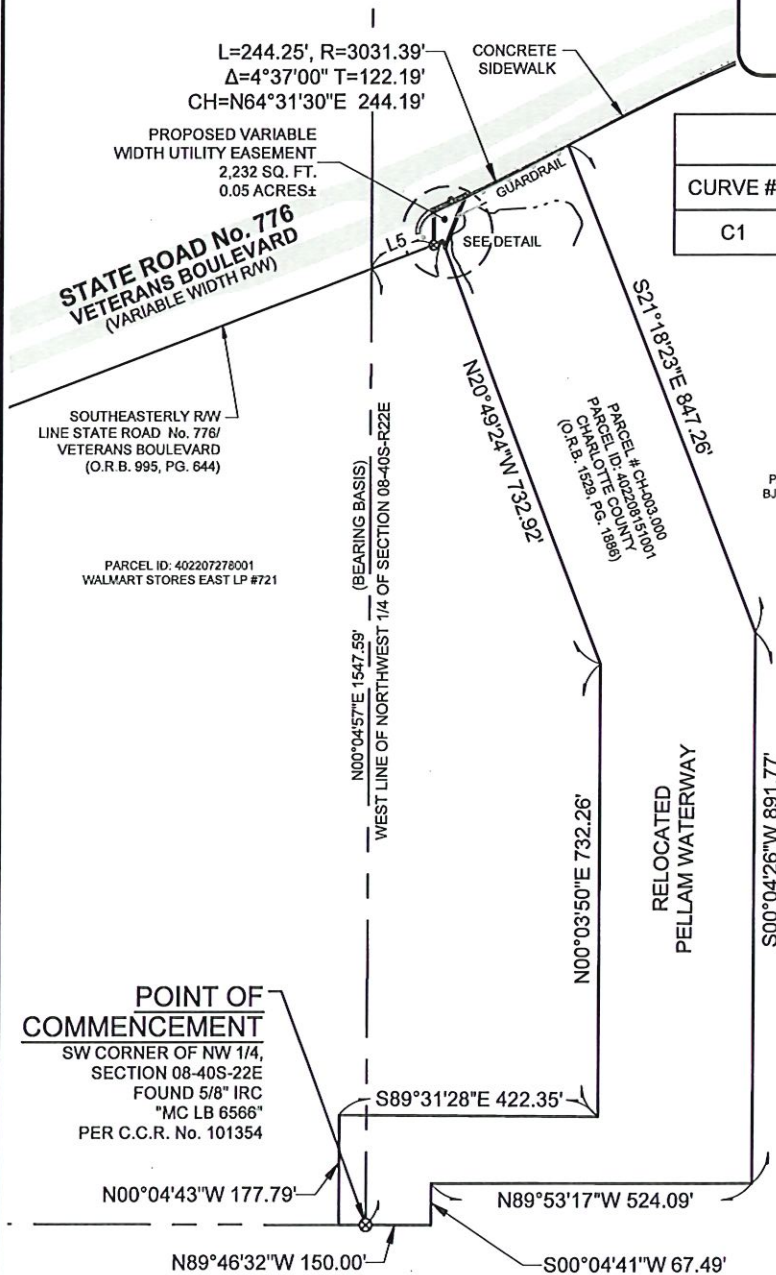 L=244.25', R=3031.39'
Δ=4°37'00" T=122.19'
CH=N64°31'30"E 244.19'
CONCRETE
SIDEWALK
PROPOSED VARIABLE
WIDTH UTILITY EASEMENT
2,232 SQ. FT.
0.05 ACRES±
CURVE #
C1
GUARDRAIL
L5
SEE DETAIL
STATE ROAD No. 776
VETERANS BOULEVARD
(VARIABLE WIDTH R/W)
SOUTHEASTERLY R/W
LINE STATE ROAD No. 776/
VETERANS BOULEVARD
(O.R.B. 995, PG. 644)
S21°18'23"E 847.26'
N20°49'24"W 732.92'
PARCEL # CH-003.000
PARCEL ID: 402208151001
CHARLOTTE COUNTY
(O.R.B. 1529, PG. 1886)
P
BJ
PARCEL ID: 402207278001
WALMART STORES EAST LP #721
N00°04'57"E 1547.59' (BEARING BASIS)
WEST LINE OF NORTHWEST 1/4 OF SECTION 08-40S-R22E
N00°03'50"E 732.26'
RELOCATED
PELLAM WATERWAY
S00°04'26"W 891.77'
POINT OF
COMMENCEMENT
SW CORNER OF NW 1/4,
SECTION 08-40S-22E
FOUND 5/8" IRC
"MC LB 6566"
PER C.C.R. No. 101354
S89°31'28"E 422.35'
N00°04'43"W 177.79'
N89°53'17"W 524.09'
N89°46'32"W 150.00'
S00°04'41"W 67.49'